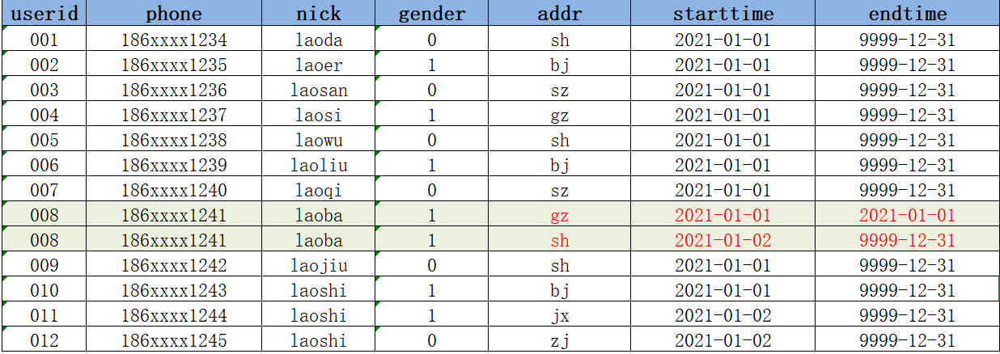 userid phone nick gender addr starttime endtime
001 186xxxx1234 laoda 0 sh 2021-01-01 9999-12-31
002 186xxxx1235 laoer 1 bj 2021-01-01 9999-12-31
003 186xxxx1236 laosan 0 sz 2021-01-01 9999-12-31
004 186xxxx1237 laosi 1 gz 2021-01-01 9999-12-31
005 186xxxx1238 laowu 0 sh 2021-01-01 9999-12-31
006 186xxxx1239 laoliu 1 bj 2021-01-01 9999-12-31
007 186xxxx1240 laoqi 0 sz 2021-01-01 9999-12-31
008 186xxxx1241 laoba 1 gz 2021-01-01 2021-01-01
008 186xxxx1241 laoba 1 sh 2021-01-02 9999-12-31
009 186xxxx1242 laojiu 0 sh 2021-01-01 9999-12-31
010 186xxxx1243 laoshi 1 bj 2021-01-01 9999-12-31
011 186xxxx1244 laoshi 1 jx 2021-01-02 9999-12-31
012 186xxxx1245 laoshi 0 zj 2021-01-02 9999-12-31